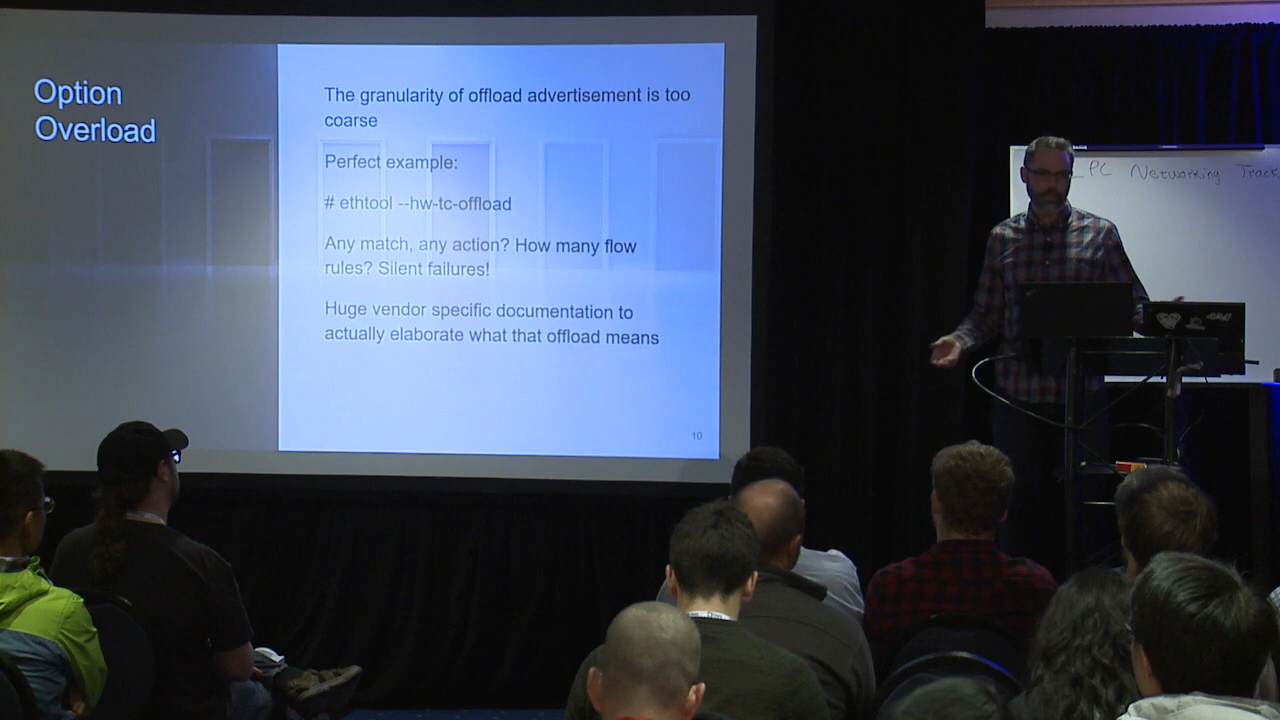 Option
Overload
The granularity of offload advertisement is too
coarse
Perfect example:
# ethtool --hw-tc-offload
Any match, any action? How many flow
rules? Silent failures!
Huge vendor specific documentation to
actually elaborate what that offload means
10
PC Networking Track